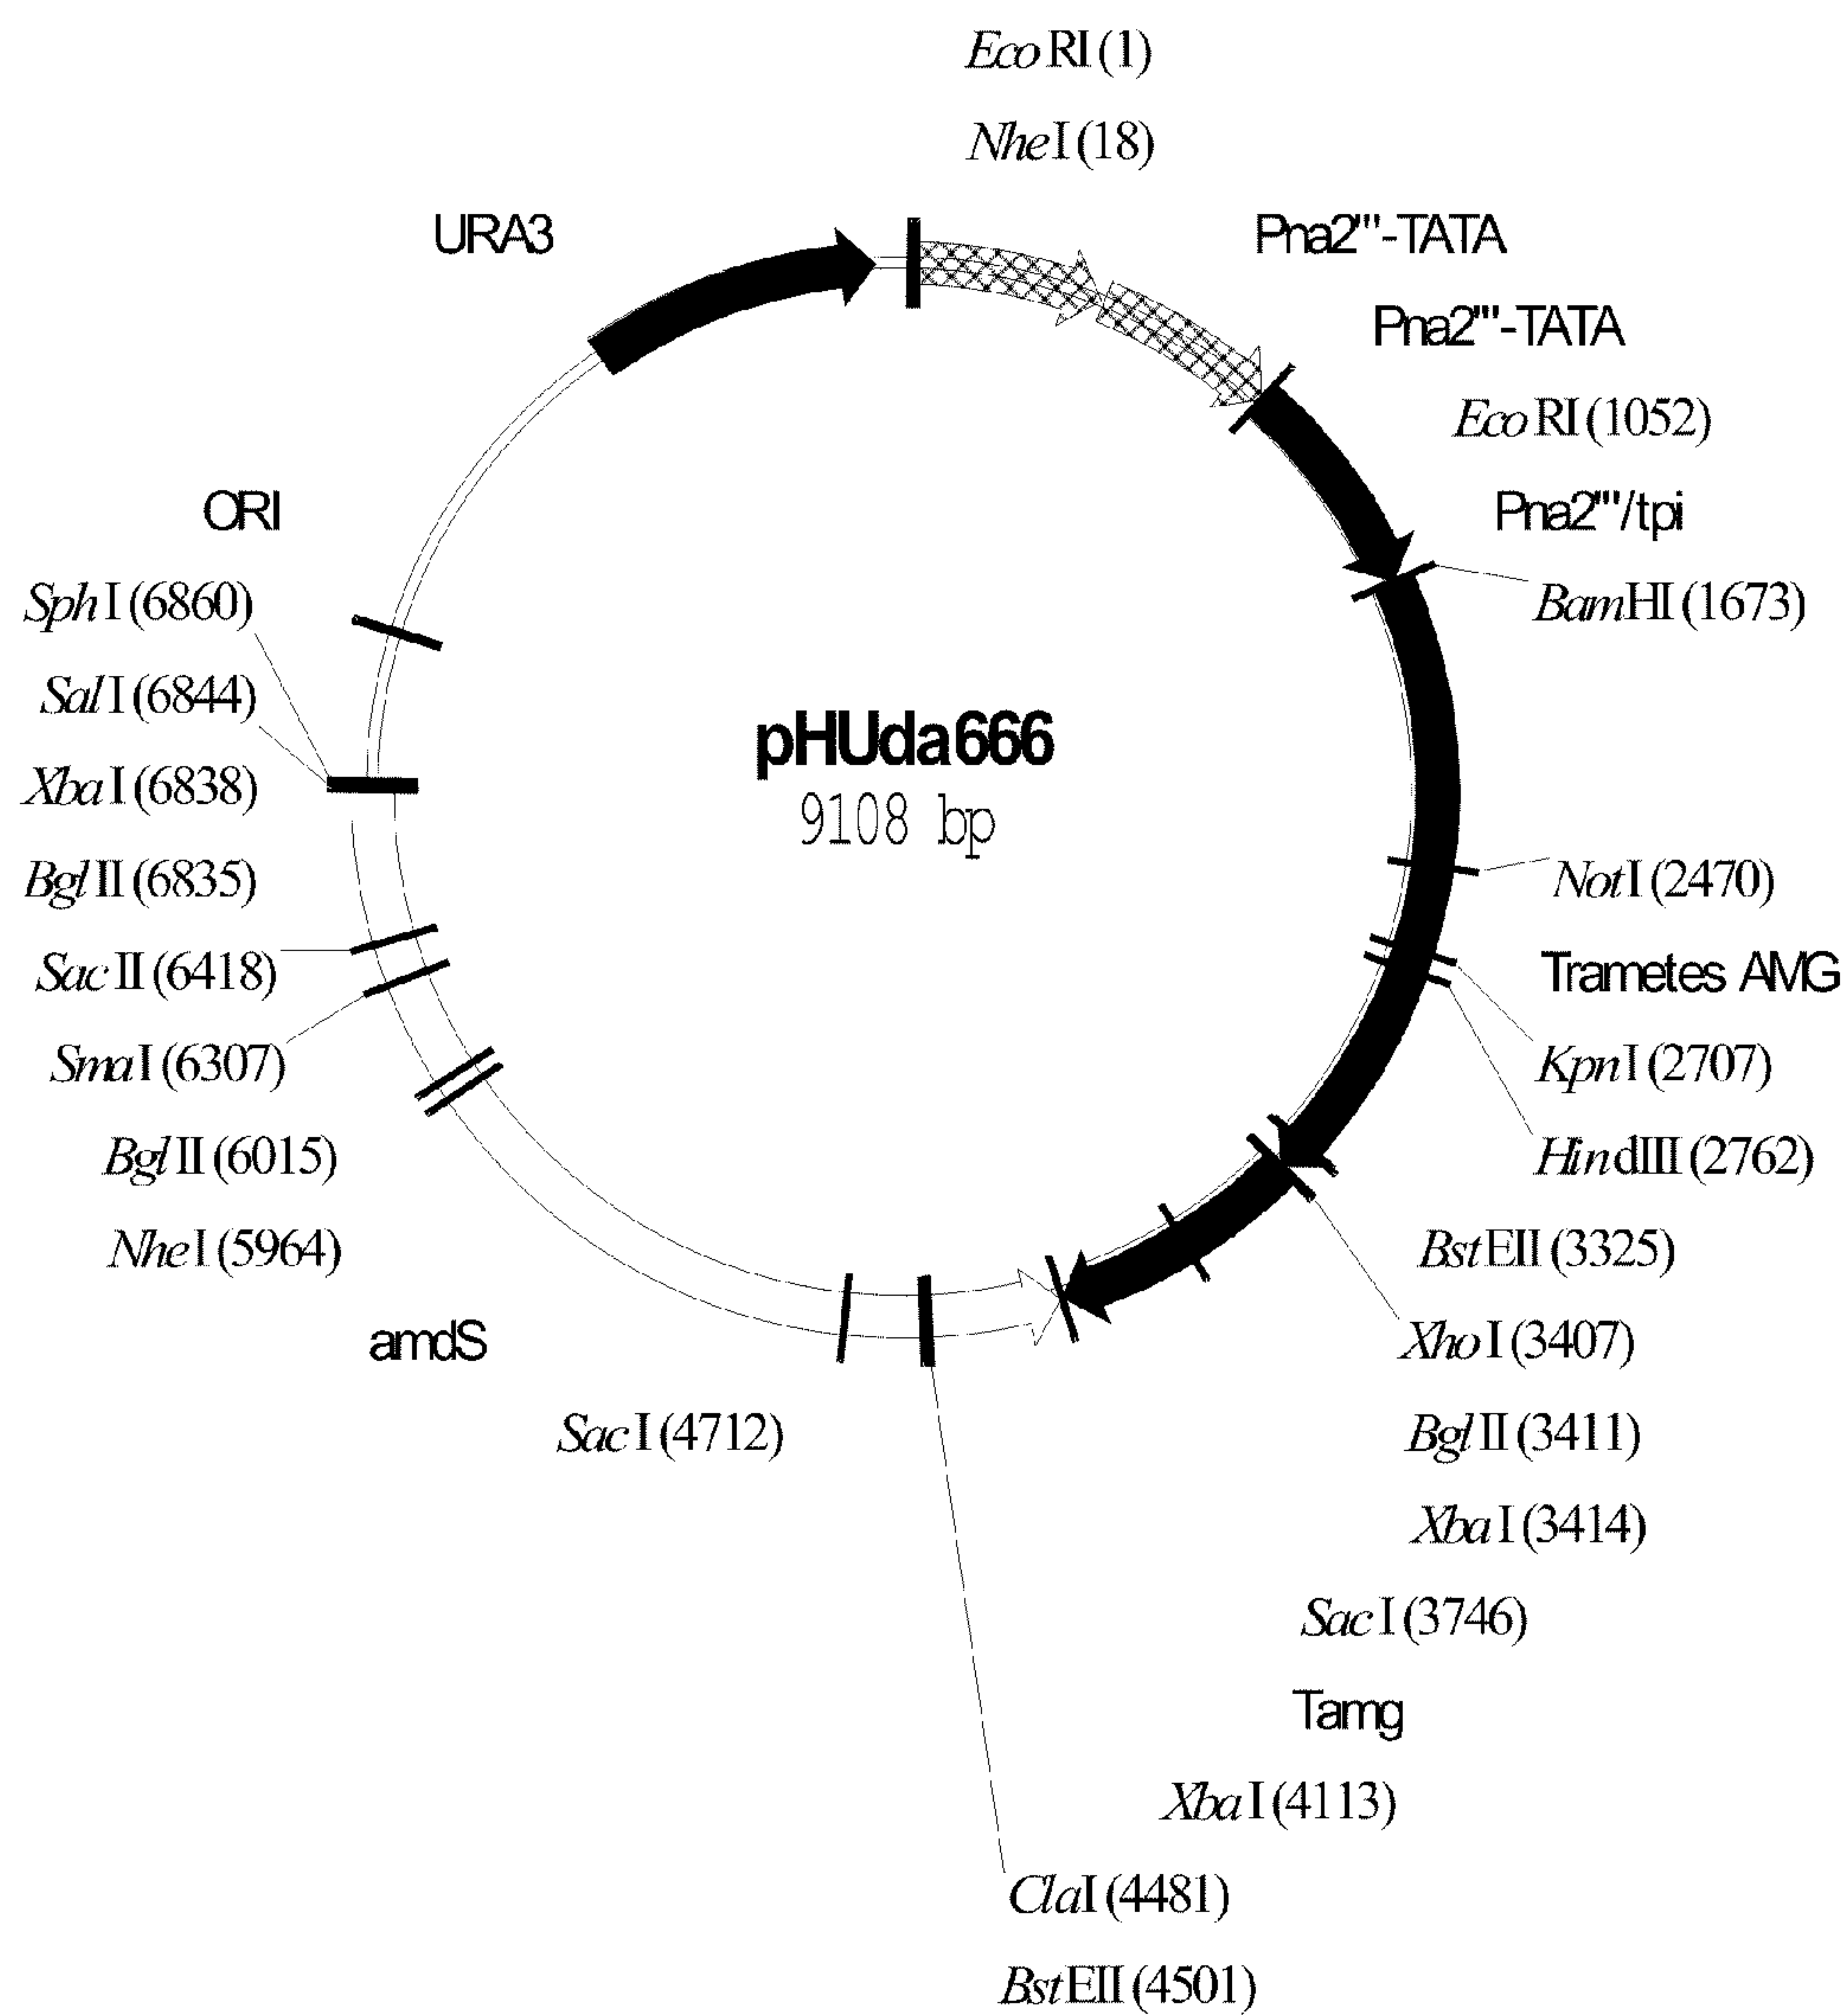 EcoRI (1)
NheI (18)
URA3
Pna2'''-TATA
Pna2'''-TATA
EcoRI (1052)
ORI
Pna2'''/tpi
SphI (6860)
BamHI (1673)
SalI (6844)
pHUda666
XbaI (6838)
9108 bp
BglII (6835)
NotI (2470)
SacII (6418)
Trametes AMG
SmaI (6307)
KpnI (2707)
BglII (6015)
HindIII (2762)
NheI (5964)
BstEII (3325)
amdS
XhoI (3407)
SacI (4712)
BglII (3411)
XbaI (3414)
SacI (3746)
Tamg
XbaI (4113)
ClaI (4481)
BstEII (4501)